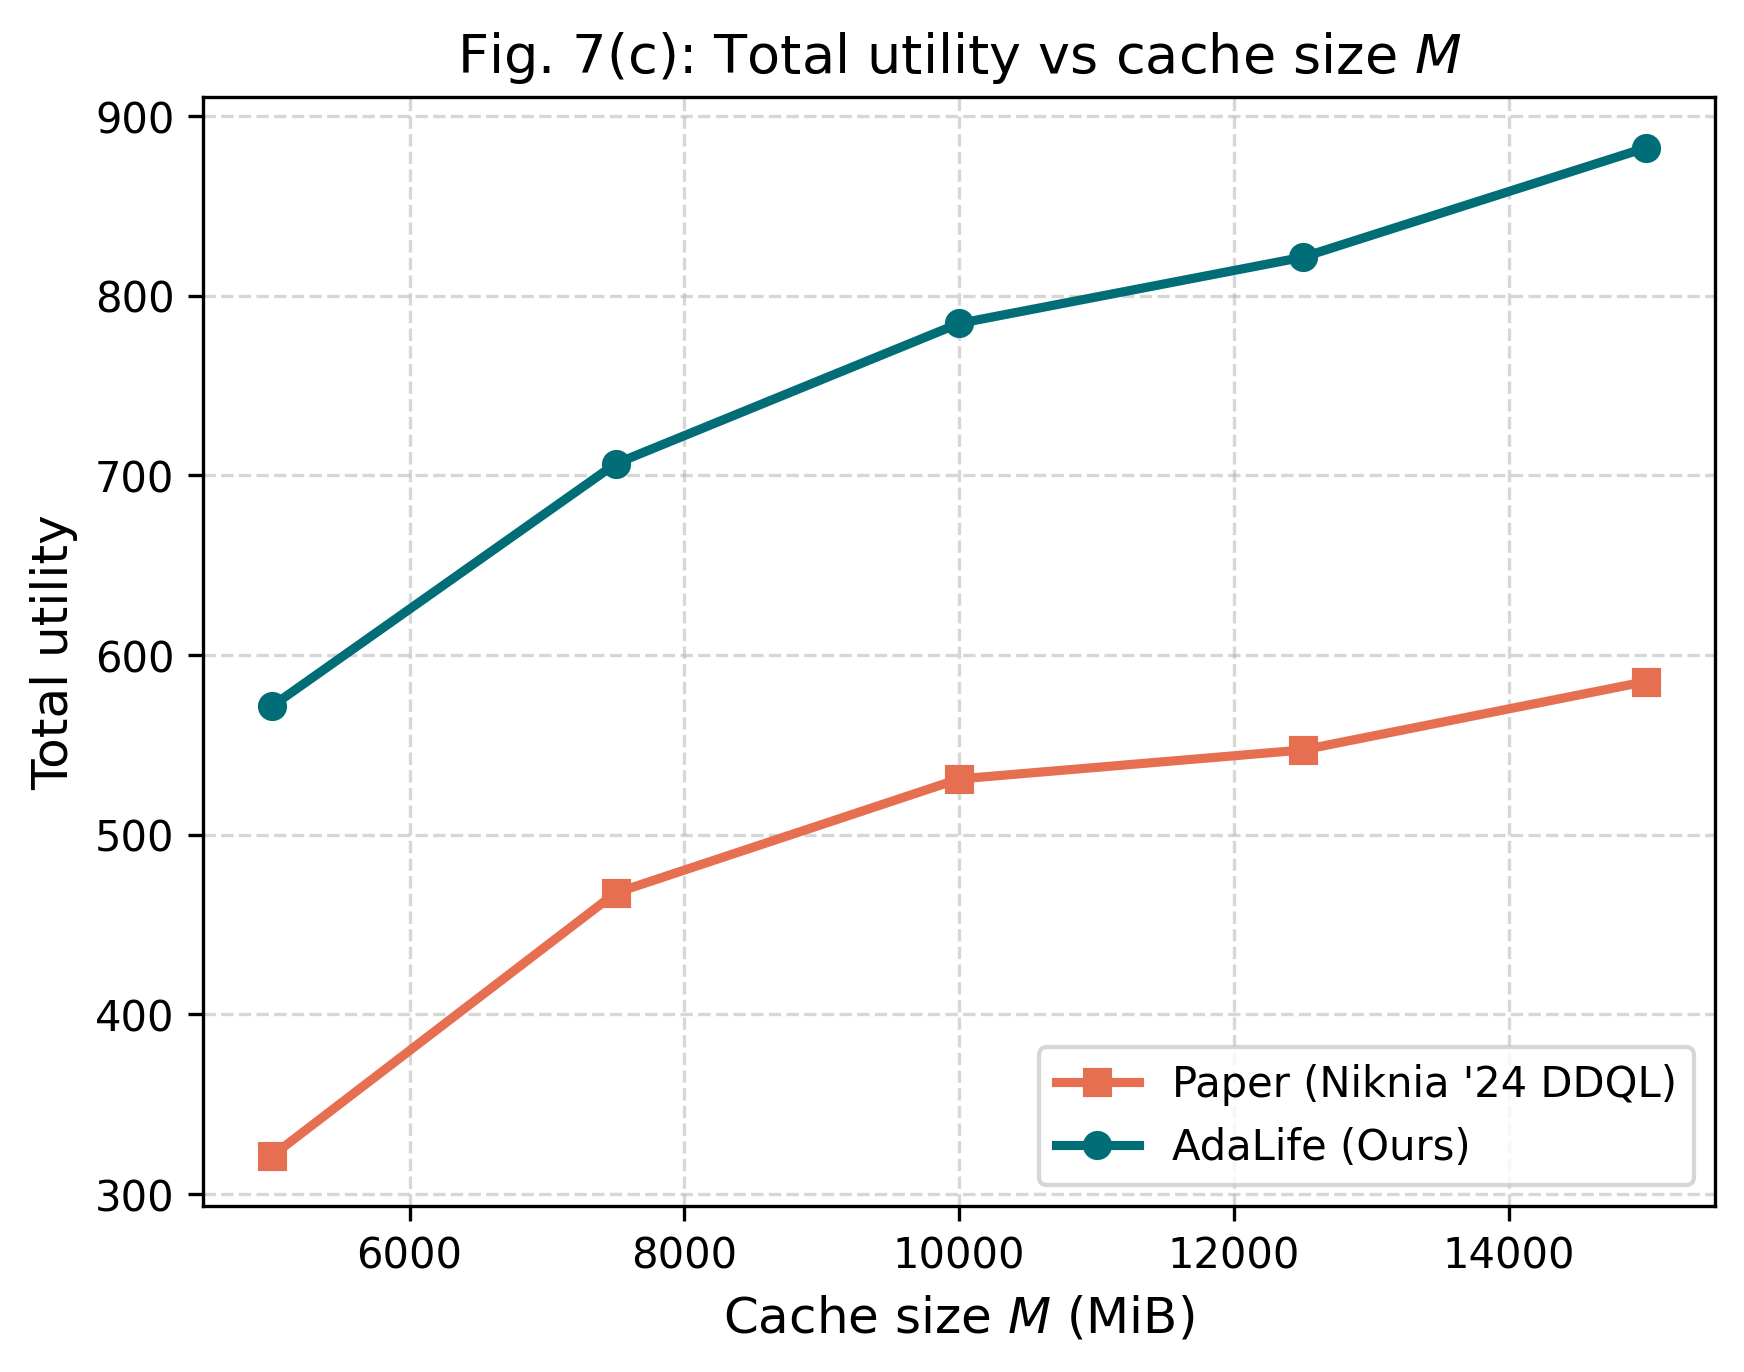 Fig. 7(c): Total utility vs cache size M
900
800
700
600
500
400
300
Total utility
6000 8000 10000 12000 14000
Cache size M (MiB)
Paper (Niknia '24 DDQL)
AdaLife (Ours)